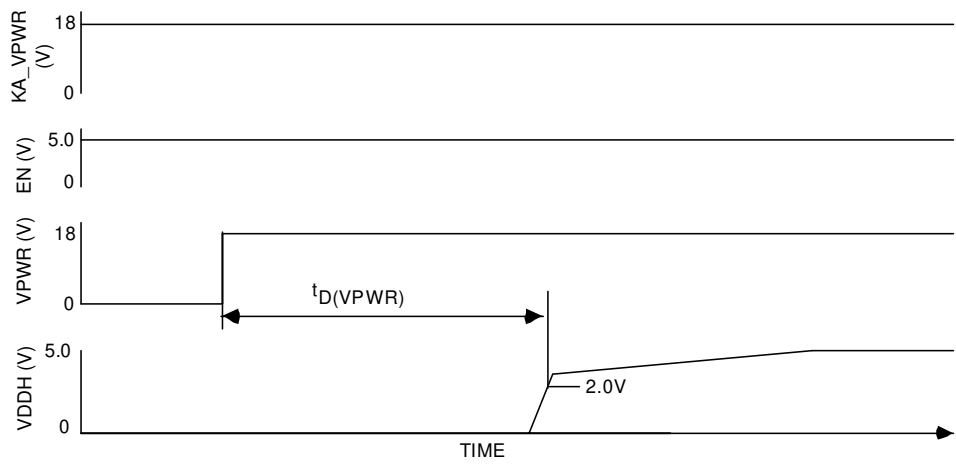 KA_VPWR
(V)
18
0
EN (V)
5.0
0
VPWR (V)
18
0
tD(VPWR)
VDDH (V)
5.0
0
2.0V
TIME